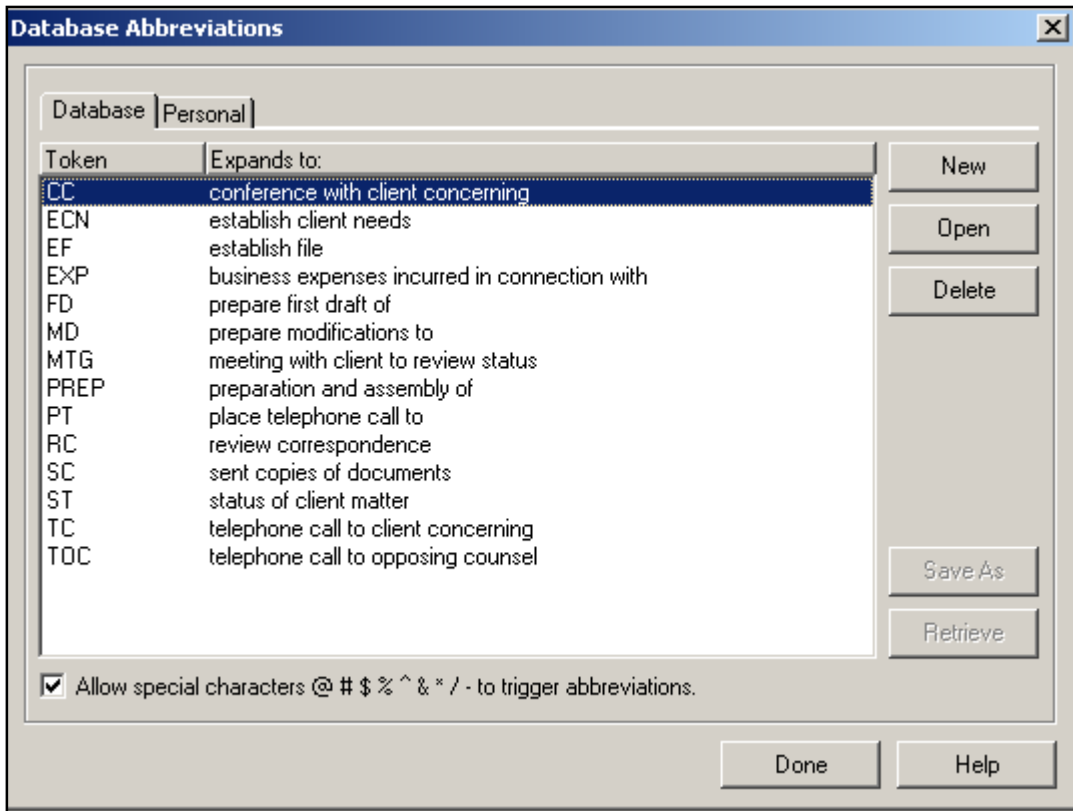 Database Abbreviations
Database Personal
Token Expands to:
CC conference with client concerning
ECN establish client needs
EF establish file
EXP business expenses incurred in connection with
FD prepare first draft of
MD prepare modifications to
MTG meeting with client to review status
PREP preparation and assembly of
PT place telephone call to
RC review correspondence
SC sent copies of documents
ST status of client matter
TC telephone call to client concerning
TOC telephone call to opposing counsel
New
Open
Delete
Save As
Retrieve
Allow special characters @ # $ % ^ & * / - to trigger abbreviations.
Done Help